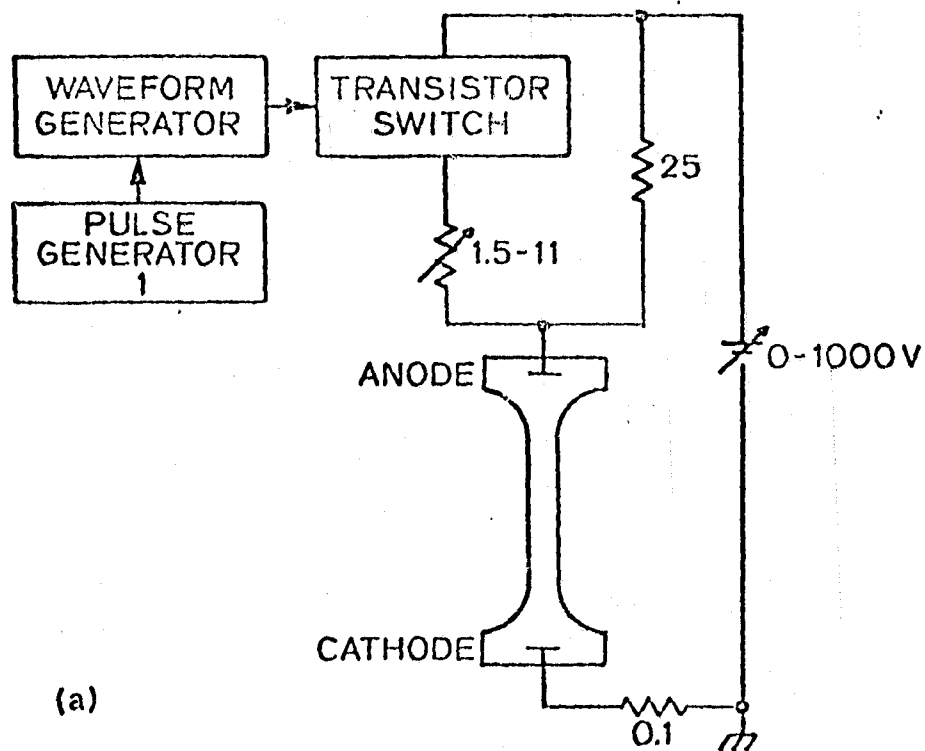 WAVEFORM
GENERATOR
TRANSISTOR
SWITCH
PULSE
GENERATOR
1
25
1.5-11
0-1000V
ANODE
CATHODE
0.1
(a)